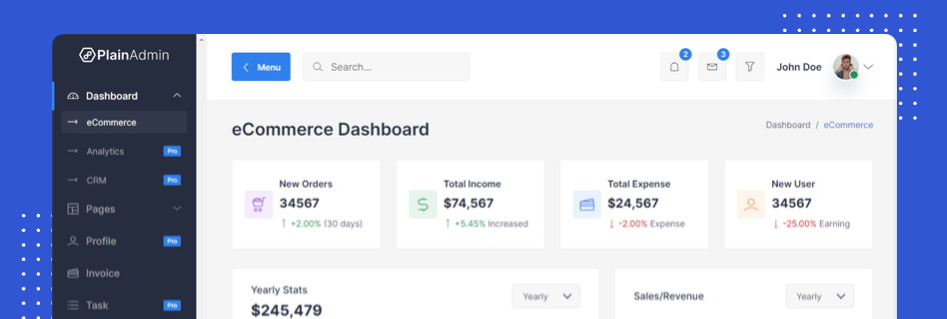 PlainAdmin
Dashboard
eCommerce
Analytics Pro
CRM Pro
Pages
Profile Pro
Invoice
Task Pro
Menu
Search...
2
3
John Doe
eCommerce Dashboard
Dashboard / eCommerce
New Orders
34567
+2.00% (30 days)
Total Income
$74,567
+5.45% Increased
Total Expense
$24,567
-2.00% Expense
New User
34567
-25.00% Earning
Yearly Stats
$245,479
Yearly
Sales/Revenue
Yearly